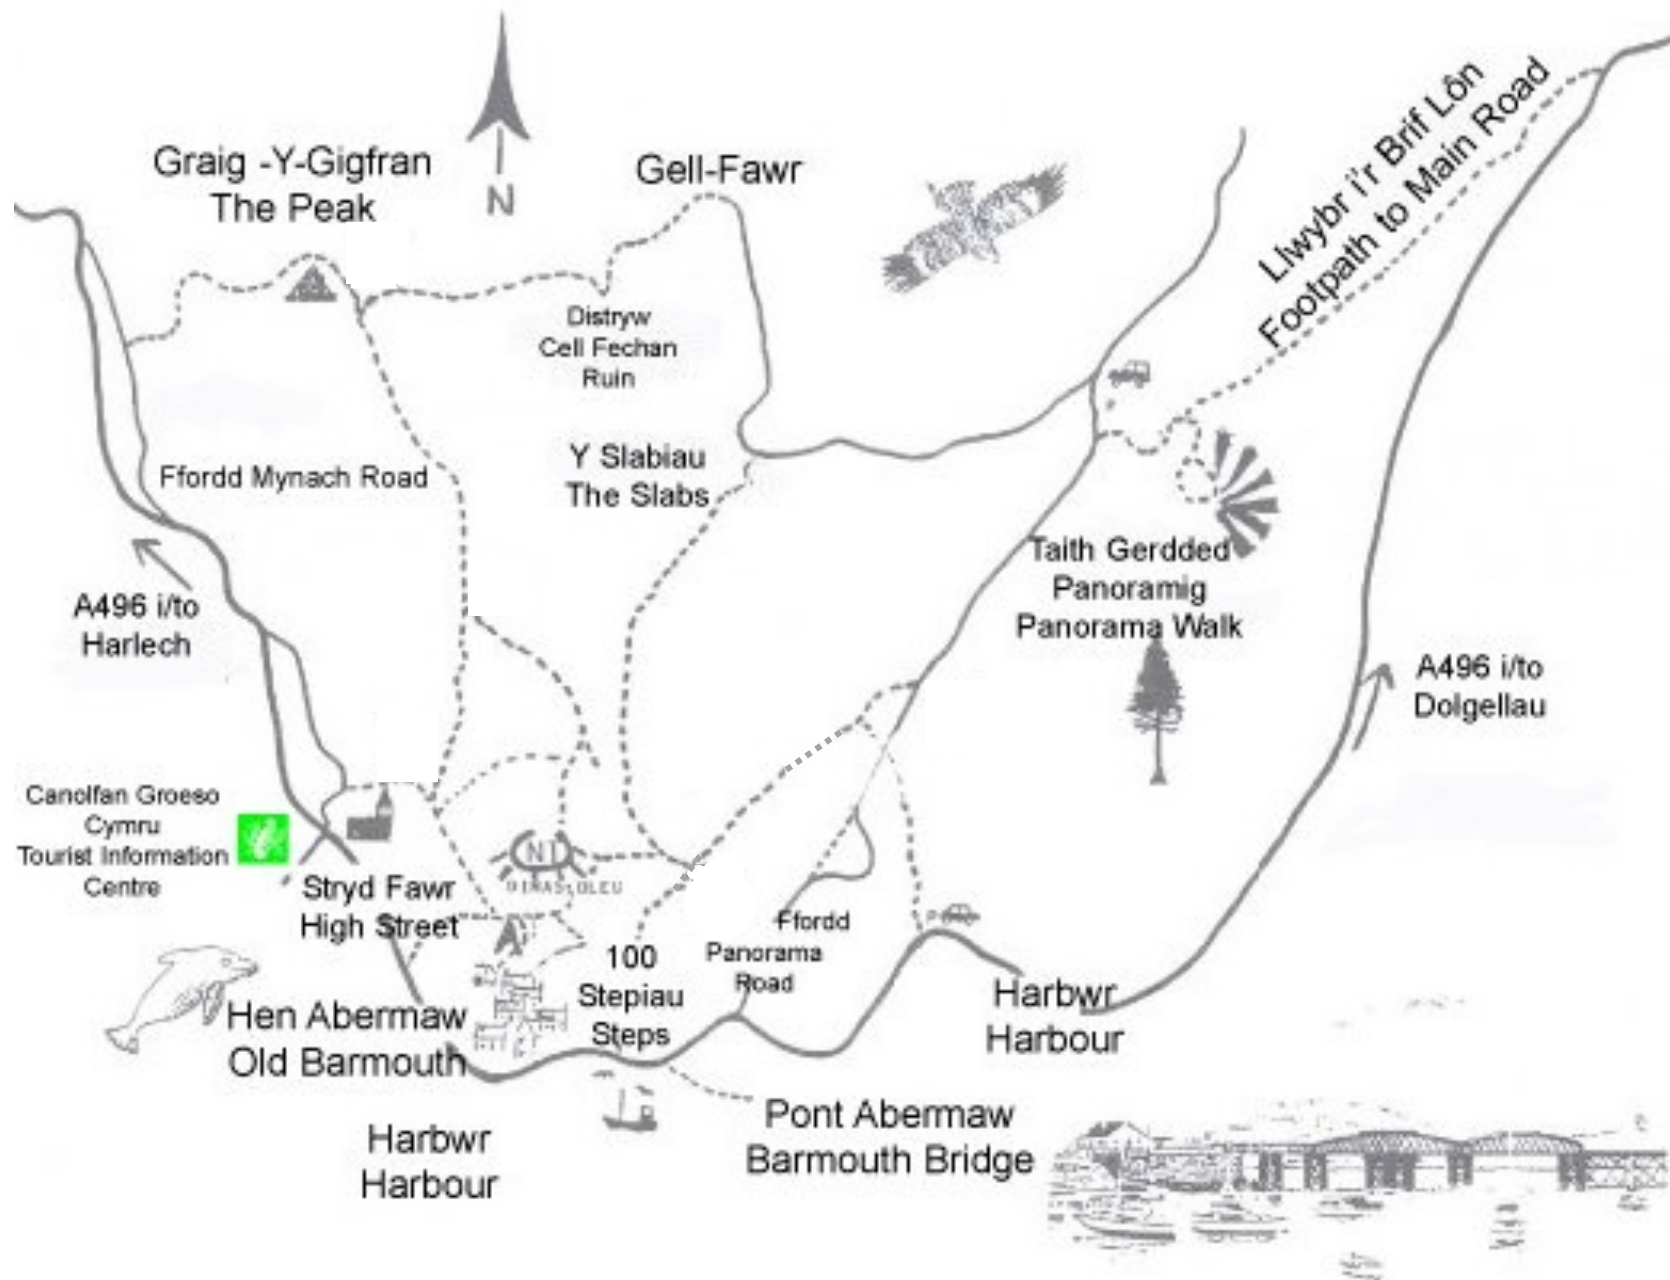 Graig -Y-Gigfran
The Peak
N
Gell-Fawr
Llwybr i'r Brif Lôn
Footpath to Main Road
Distryw
Cell Fechan
Ruin
Ffordd Mynach Road
Y Slabiau
The Slabs
Taith Gerdded
Panoramig
Panorama Walk
A496 i/to
Harlech
A496 i/to
Dolgellau
Canolfan Groeso
Cymru
Tourist Information
Centre
NT
DINAS OLEU
Stryd Fawr
High Street
100
Stepiau
Steps
Ffordd
Panorama
Road
P
Hen Abermaw
Old Barmouth
Harbwr
Harbour
Harbwr
Harbour
Pont Abermaw
Barmouth Bridge